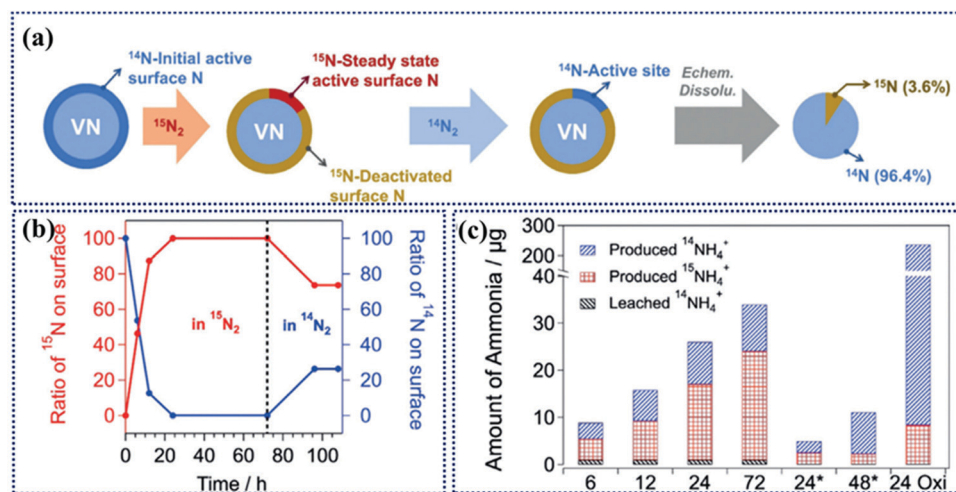 (a)
¹⁴N-Initial active
surface N
VN
¹⁵N₂
¹⁵N-Steady state
active surface N
VN
¹⁵N-Deactivated
surface N
¹⁴N₂
¹⁴N-Active site
VN
Echem.
Dissolu.
¹⁵N (3.6%)
¹⁴N
(96.4%)
(b)
Ratio of ¹⁵N on surface
100
80
60
40
20
0
in ¹⁵N₂
in ¹⁴N₂
100
80
60
40
20
0
Ratio of ¹⁴N on surface
0 20 40 60 80 100
Time / h
(c)
Amount of Ammonia / µg
300
200
40
30
20
10
0
Produced ¹⁴NH₄⁺
Produced ¹⁵NH₄⁺
Leached ¹⁴NH₄⁺
6 12 24 72 24* 48* 24 Oxi